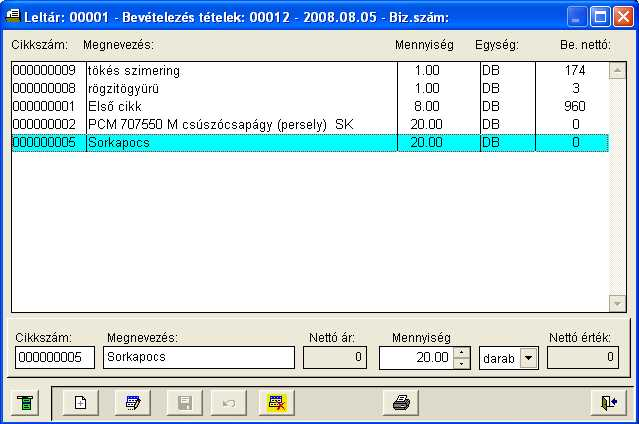 Leltár: 00001 - Bevételezés tételek: 00012 - 2008.08.05 - Biz.szám:
Cikkszám: Megnevezés: Mennyiség Egység: Be. nettó:
000000009 tökés szimering 1.00 DB 174
000000008 rögzitögyürü 1.00 DB 3
000000001 Első cikk 8.00 DB 960
000000002 PCM 707550 M csúszócsapágy (persely) SK 20.00 DB 0
000000005 Sorkapocs 20.00 DB 0
Cikkszám: Megnevezés: Nettó ár: Mennyiség Nettó érték:
000000005 Sorkapocs 0 20.00 darab 0